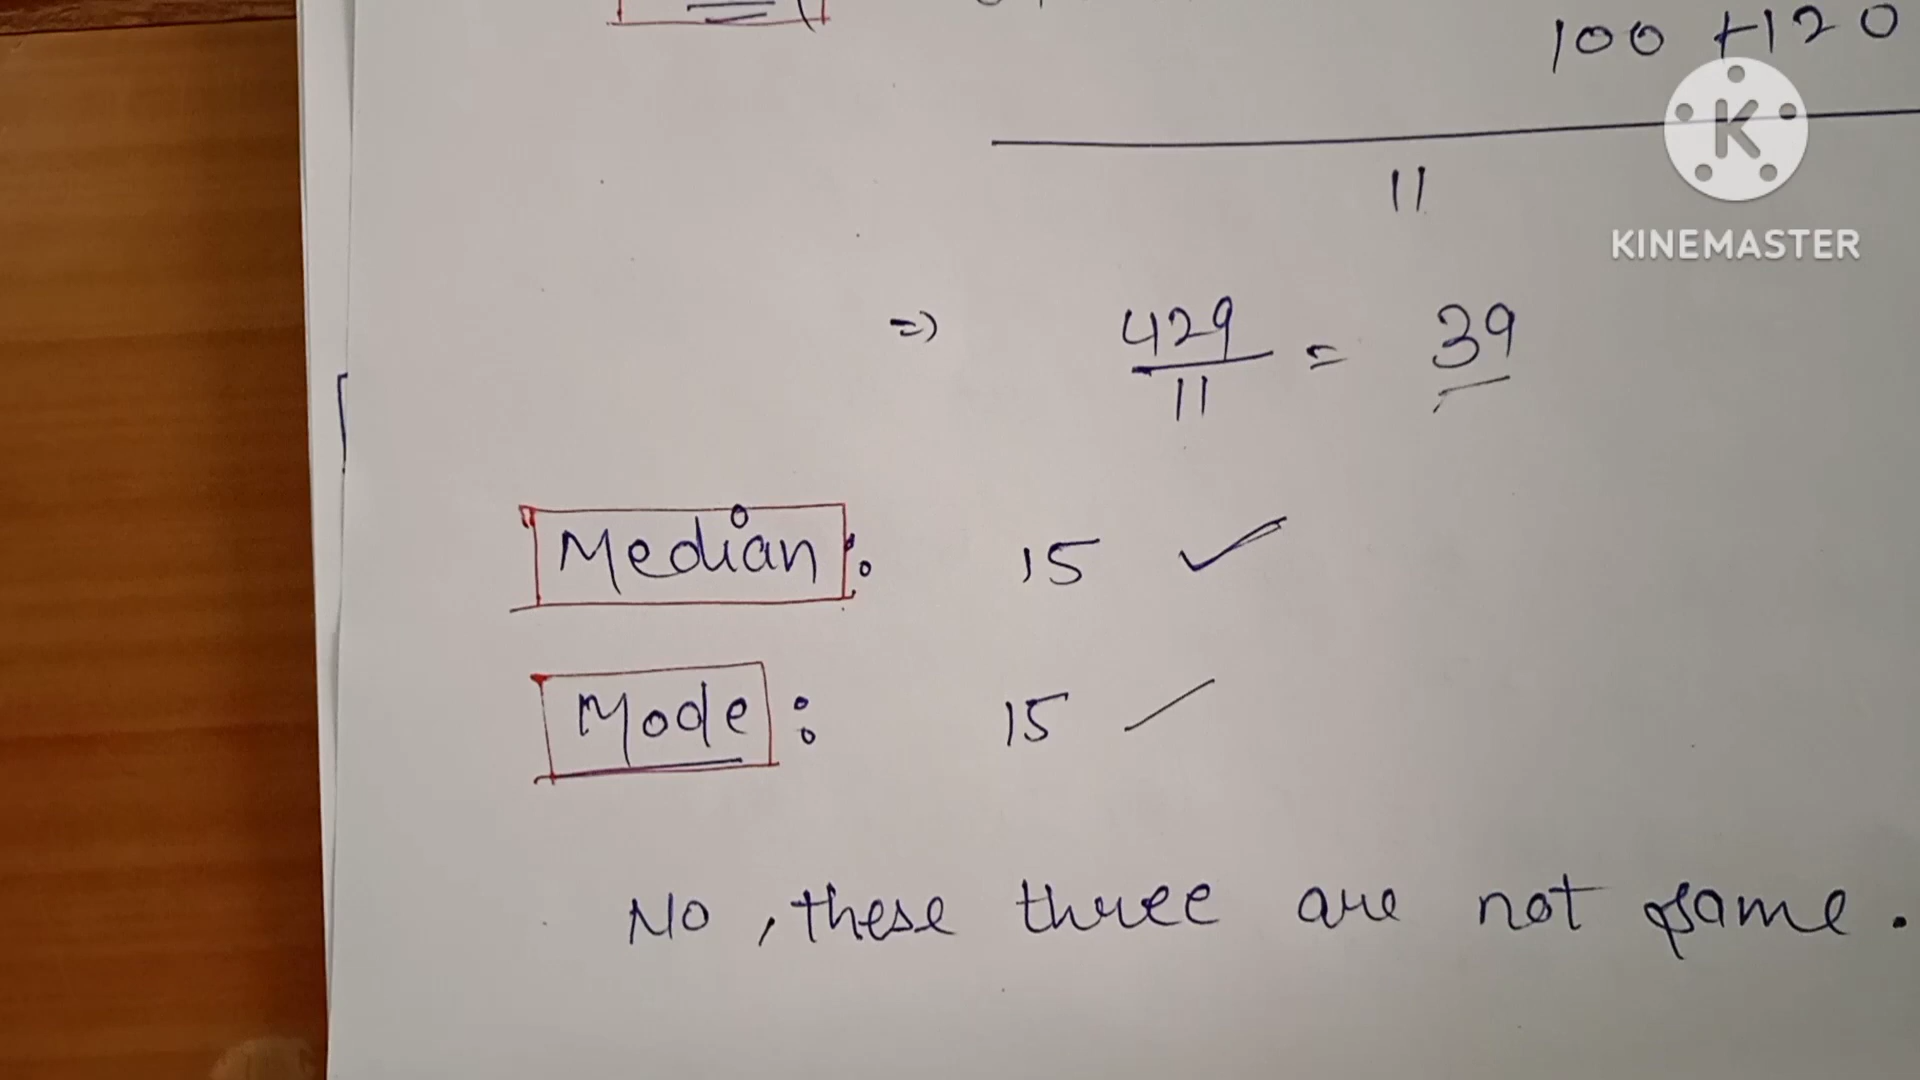 100 +120
11
K
KINEMASTER
=> 429/11 = 39
Median : 15 ✓
Mode : 15
No, these three are not same.